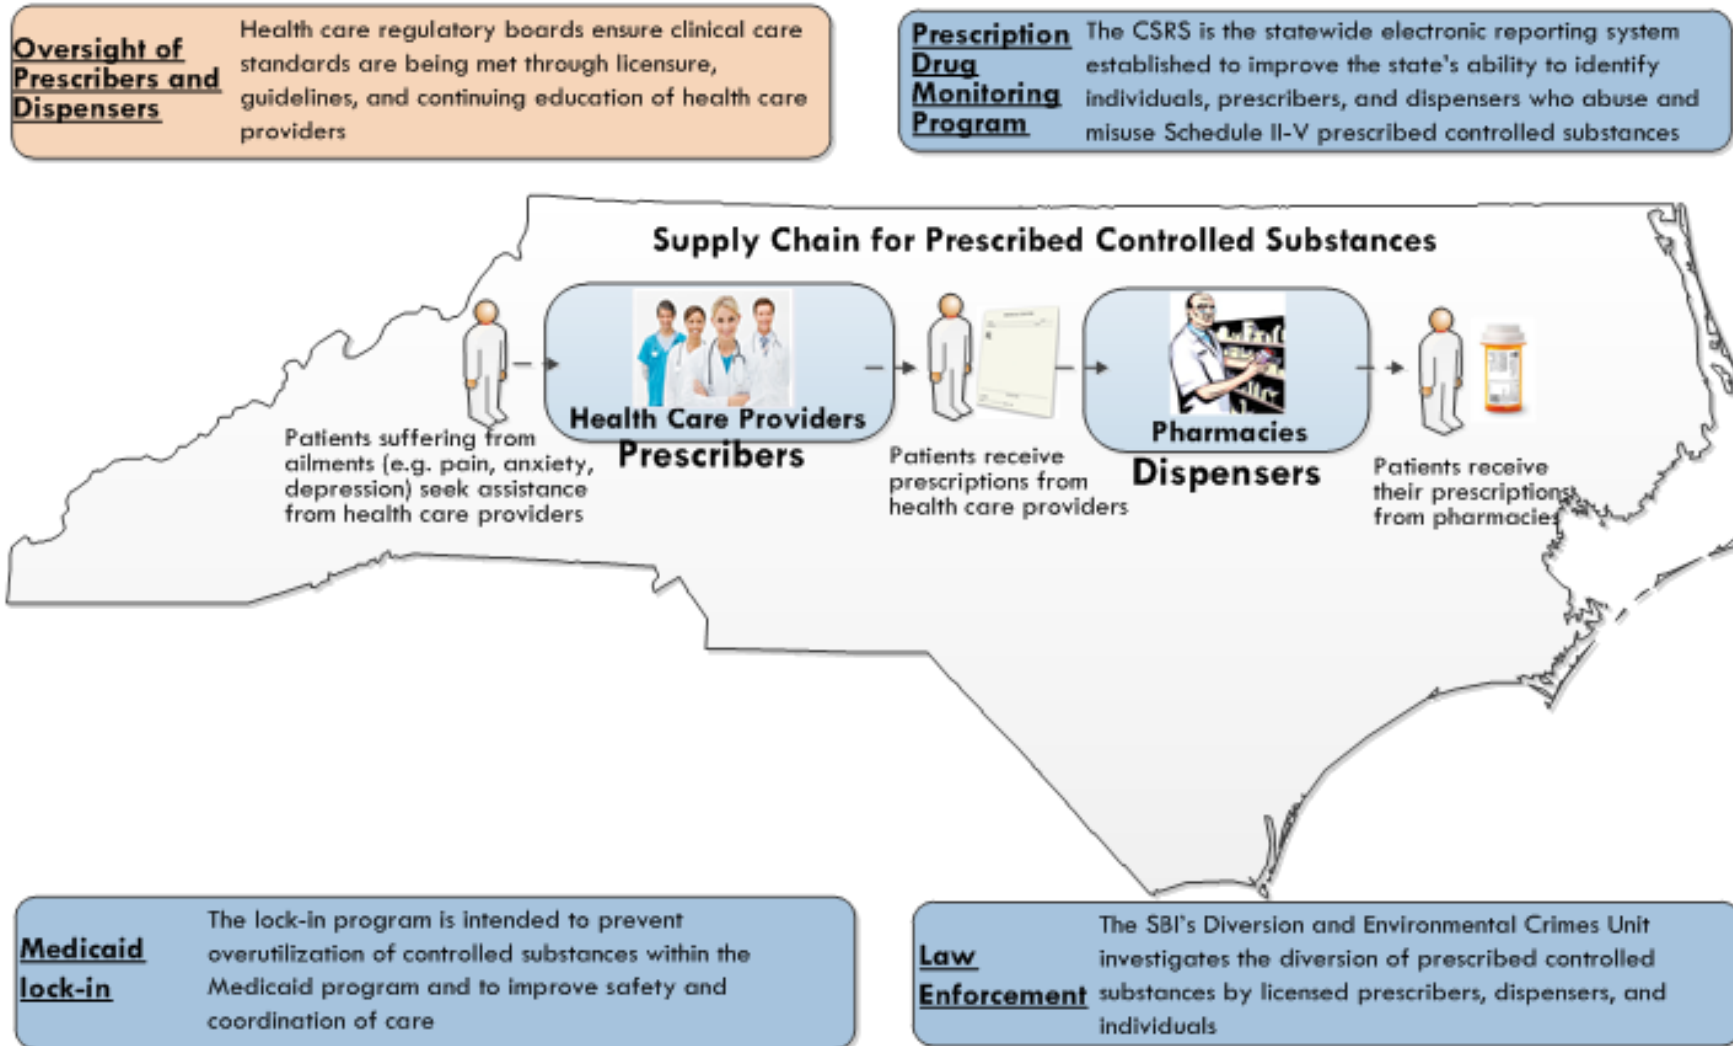 Oversight of
Prescribers and
Dispensers
Health care regulatory boards ensure clinical care
standards are being met through licensure,
guidelines, and continuing education of health care
providers
Prescription
Drug
Monitoring
Program
The CSRS is the statewide electronic reporting system
established to improve the state's ability to identify
individuals, prescribers, and dispensers who abuse and
misuse Schedule II-V prescribed controlled substances
Supply Chain for Prescribed Controlled Substances
Patients suffering from
ailments (e.g. pain, anxiety,
depression) seek assistance
from health care providers
Health Care Providers
Prescribers
Patients receive
prescriptions from
health care providers
Pharmacies
Dispensers
Patients receive
their prescriptions
from pharmacies
Medicaid
lock-in
The lock-in program is intended to prevent
overutilization of controlled substances within the
Medicaid program and to improve safety and
coordination of care
Law
Enforcement
The SBI's Diversion and Environmental Crimes Unit
investigates the diversion of prescribed controlled
substances by licensed prescribers, dispensers, and
individuals